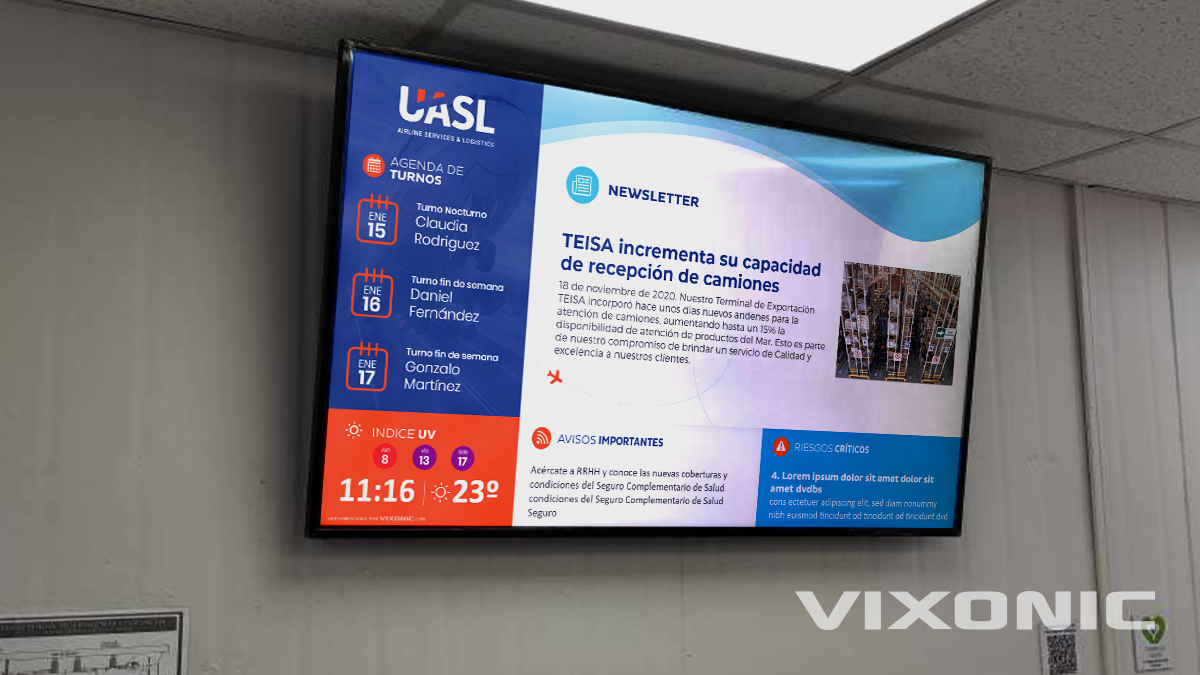 UASL
AIRLINE SERVICES & LOGISTICS
AGENDA DE
TURNOS
ENE
15
Turno Nocturno
Claudia
Rodriguez
ENE
16
Turno fin de semana
Daniel
Fernández
ENE
17
Turno fin de semana
Gonzalo
Martínez
INDICE UV
JUE
8
VIE
13
SAB
17
11:16
23º
IMPLEMENTADO POR VIXONIC.COM
NEWSLETTER
TEISA incrementa su capacidad
de recepción de camiones
18 de noviembre de 2020. Nuestro Terminal de Exportación
TEISA incorporó hace unos días nuevos andenes para la
atención de camiones, aumentando hasta un 15% la
disponibilidad de atención de productos del Mar. Esto es parte
de nuestro compromiso de brindar un servicio de Calidad y
excelencia a nuestros clientes.
AVISOS IMPORTANTES
Acércate a RRHH y conoce las nuevas coberturas y
condiciones del Seguro Complementario de Salud
condiciones del Seguro Complementario de Salud
Seguro
RIESGOS CRÍTICOS
4. Lorem ipsum dolor sit amet dolor sit
amet dvdbs
cons ectetuer adipiscing elit, sed diam nonummy
nibh euismod tincidunt od tincidunt od tincidunt dvd
VIXONIC